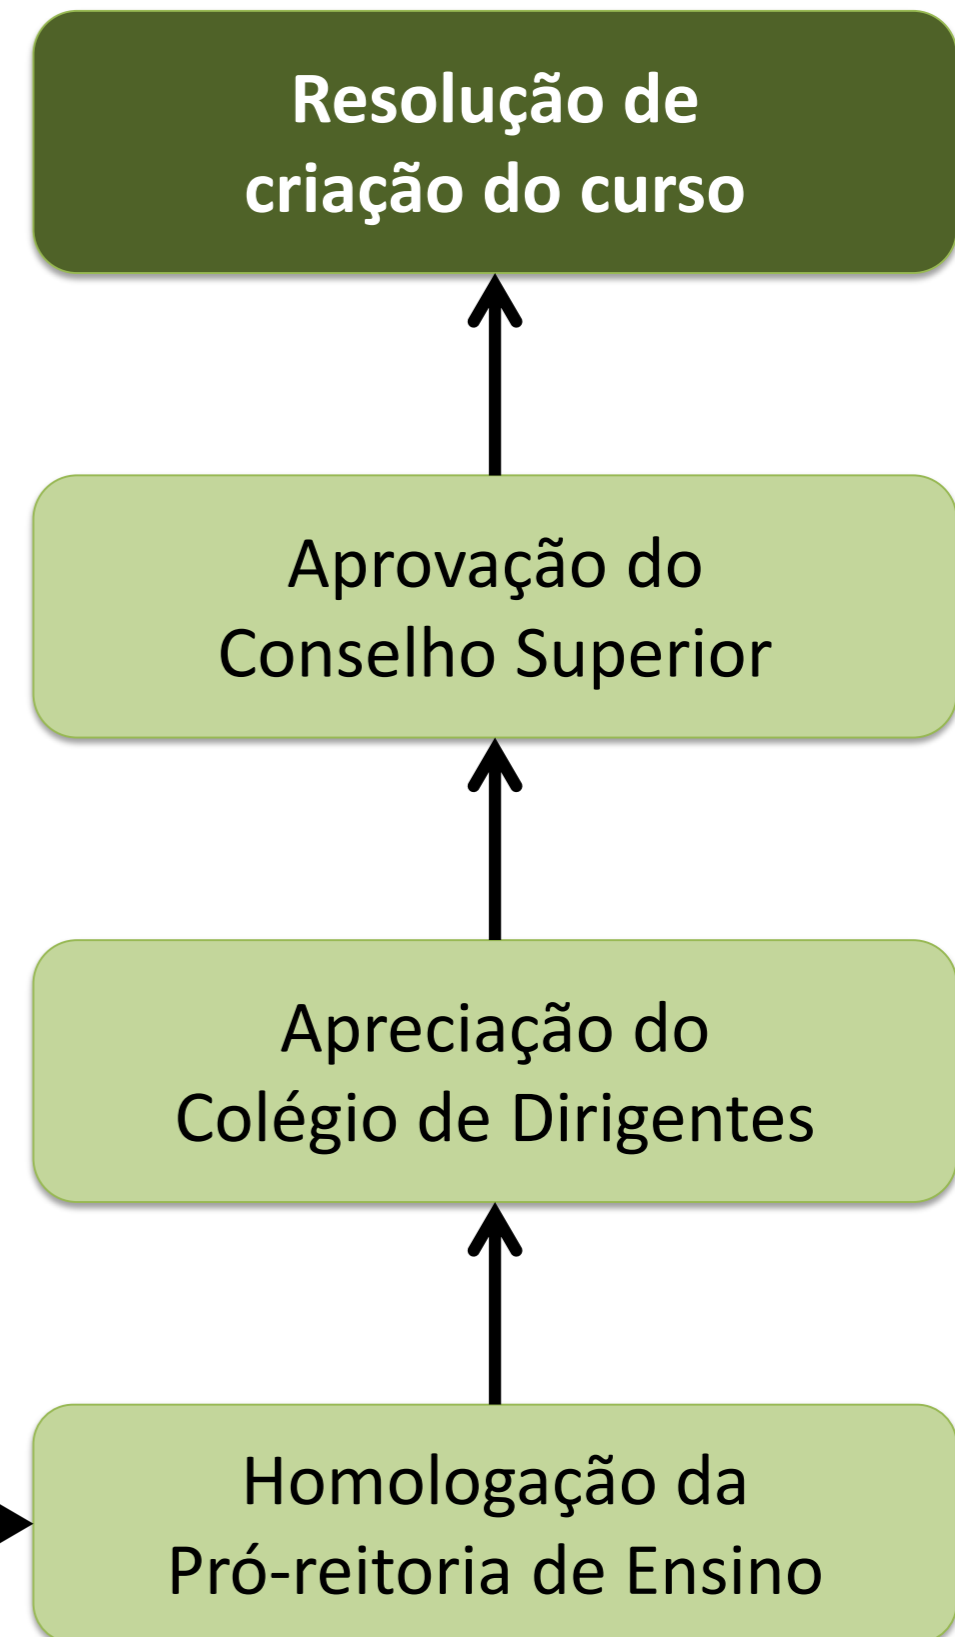 Resolução de
criação do curso
Aprovação do
Conselho Superior
Apreciação do
Colégio de Dirigentes
Homologação da
Pró-reitoria de Ensino